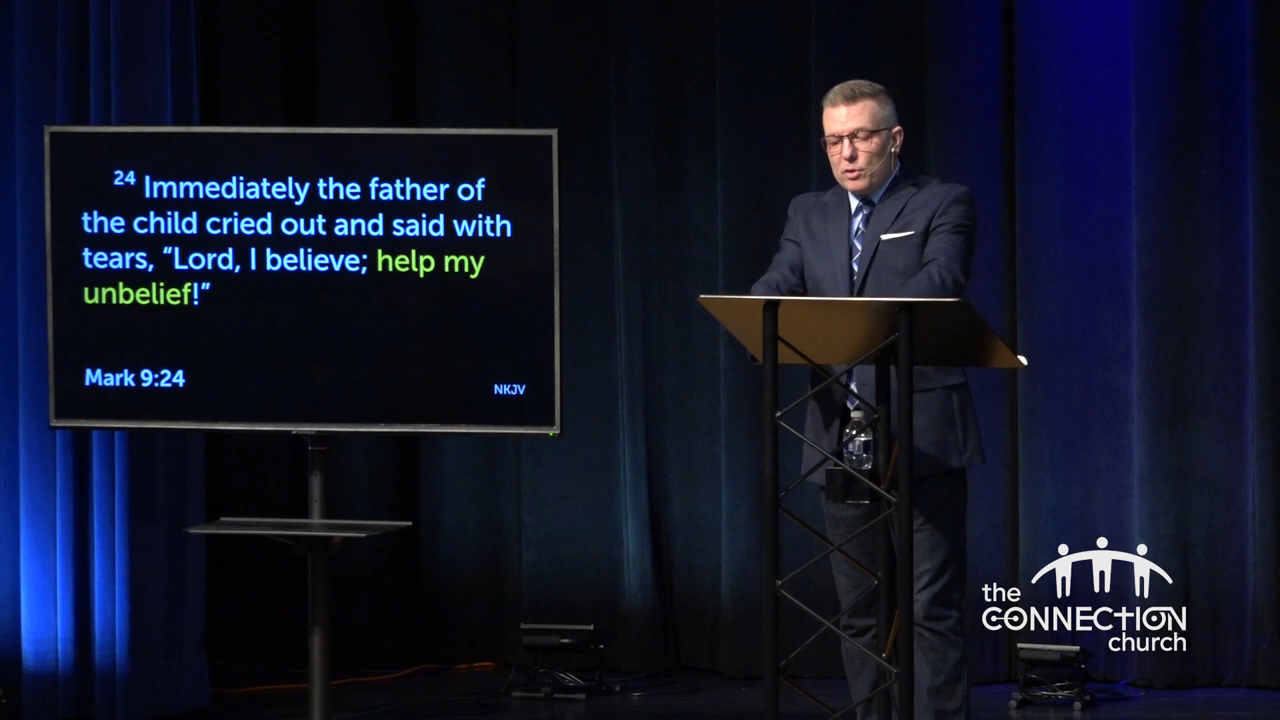 24 Immediately the father of
the child cried out and said with
tears, “Lord, I believe; help my
unbelief!”
Mark 9:24
NKJV
the
CONNECTION
church